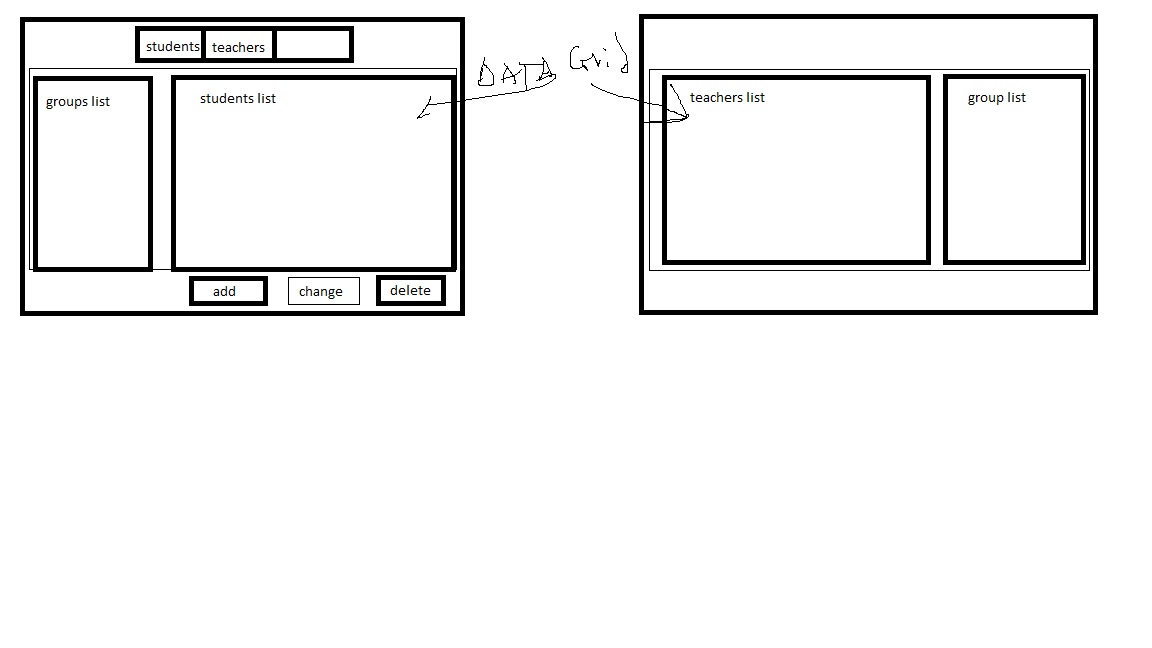 students
teachers
groups list
students list
add
change
delete
DATA Grid
teachers list
group list